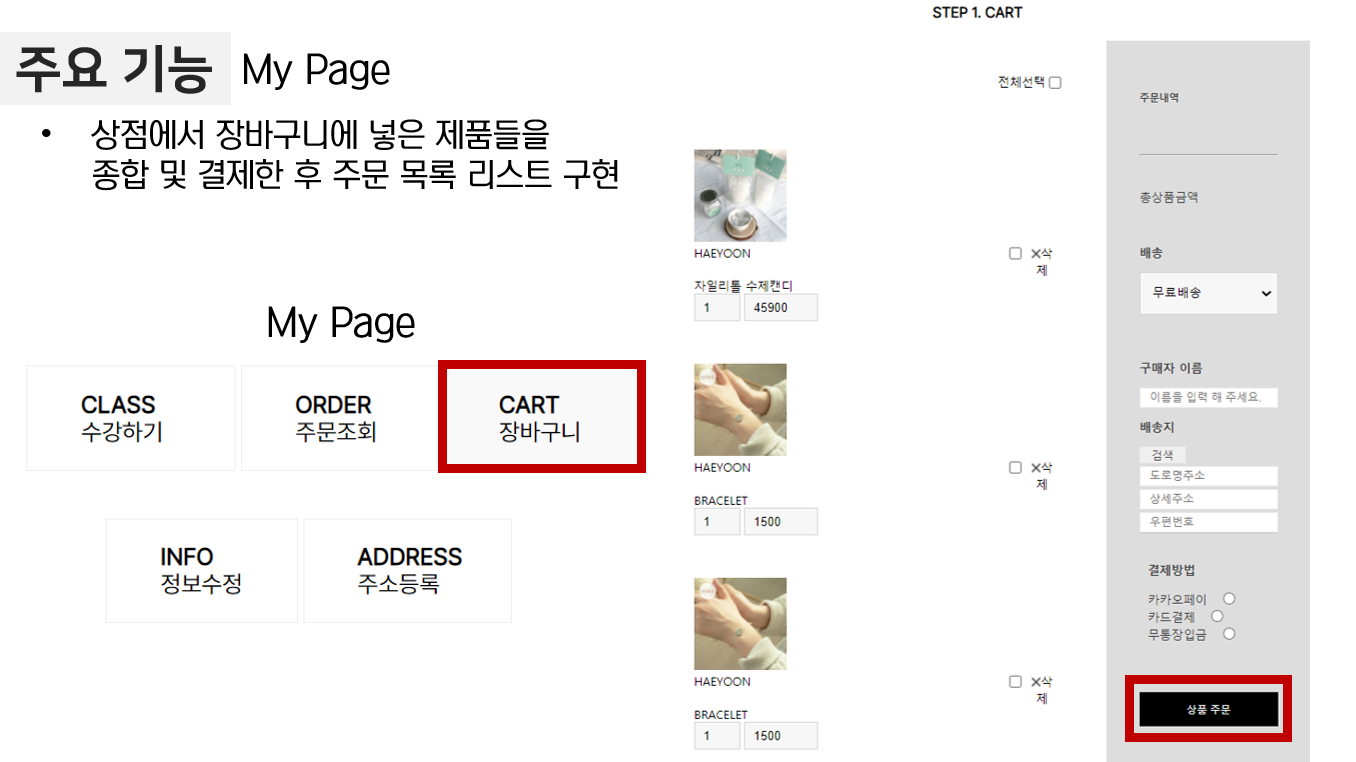 주요 기능 My Page
• 상점에서 장바구니에 넣은 제품들을
종합 및 결제한 후 주문 목록 리스트 구현
My Page
CLASS
수강하기
ORDER
주문조회
CART
장바구니
INFO
정보수정
ADDRESS
주소등록
STEP 1. CART
전체선택
HAEYOON
자일리톨 수제캔디
1 45900
×삭
제
HAEYOON
BRACELET
1 1500
×삭
제
HAEYOON
BRACELET
1 1500
×삭
제
주문내역
총상품금액
배송
무료배송
구매자 이름
이름을 입력 해 주세요.
배송지
검색
도로명주소
상세주소
우편번호
결제방법
카카오페이
카드결제
무통장입금
상품 주문